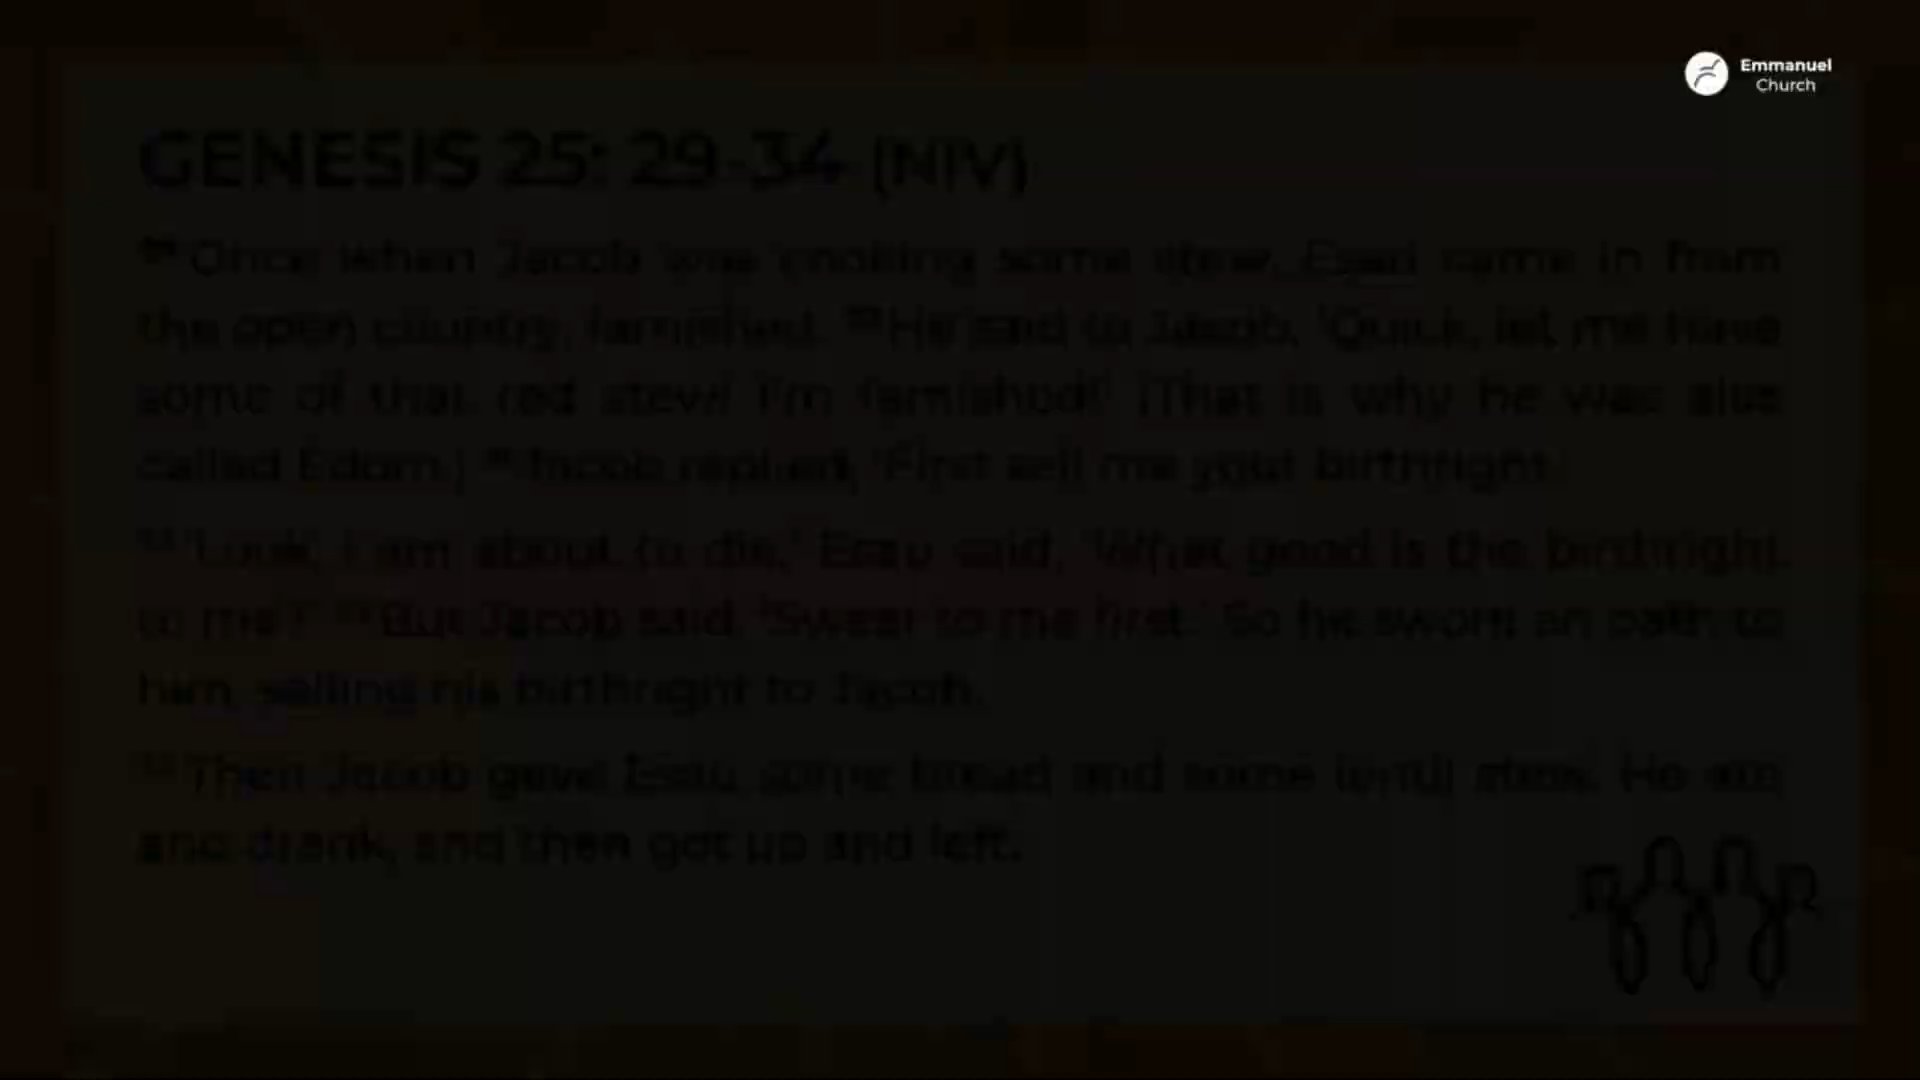 Emmanuel
Church
GENESIS 25: 29-34 (NIV)
Once when Jacob was cooking some stew, Esau came in from
the open country, famished. He said to Jacob, 'Quick, let me have
some of that red stew! I'm famished!' (That is why he was also
called Edom.) Jacob replied, 'First sell me your birthright.'
'Look, I am about to die,' Esau said. 'What good is the birthright
to me?' But Jacob said, 'Swear to me first.' So he swore an oath to
him, selling his birthright to Jacob.
Then Jacob gave Esau some bread and some lentil stew. He ate
and drank, and then got up and left.